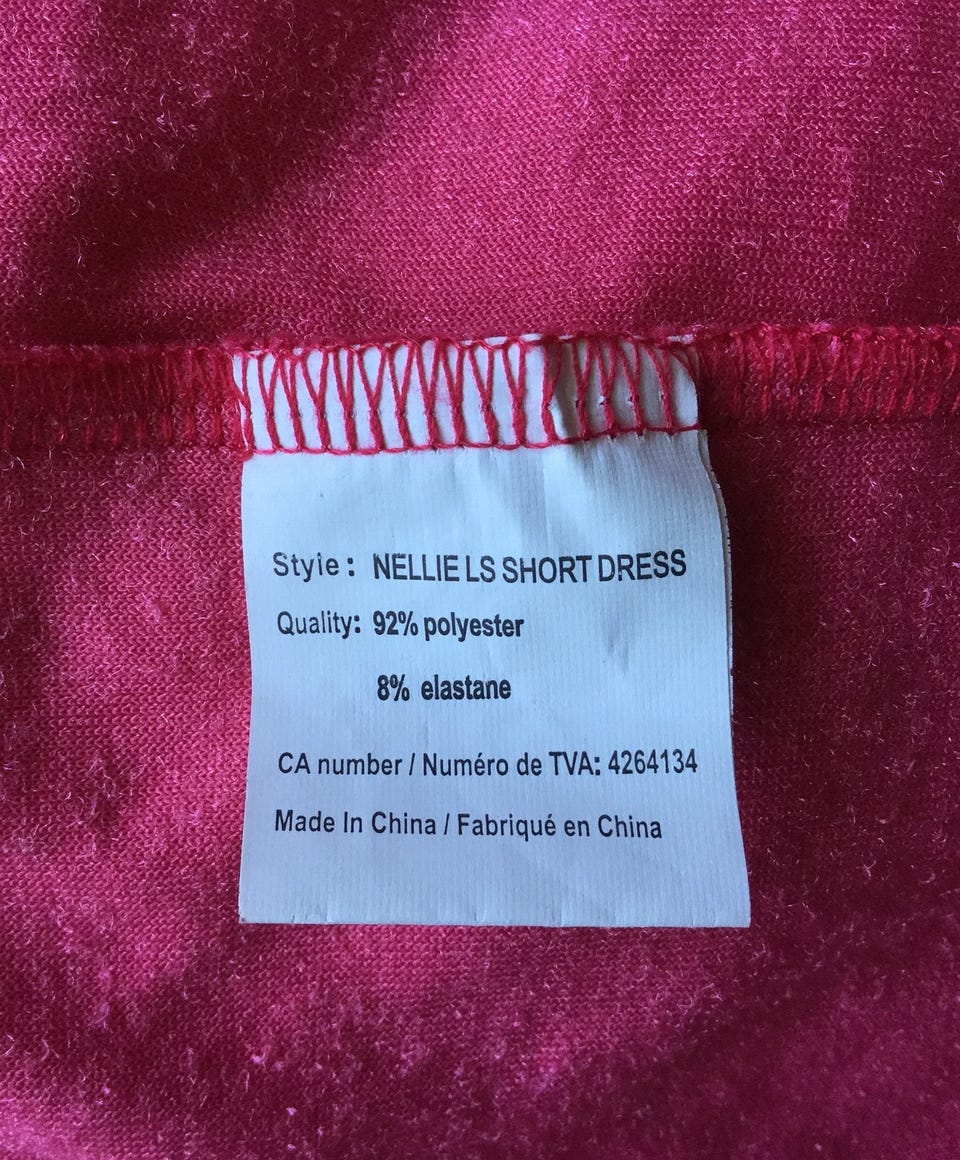 Style: NELLIE LS SHORT DRESS
Quality: 92% polyester
8% elastane
CA number / Numéro de TVA: 4264134
Made In China / Fabriqué en China